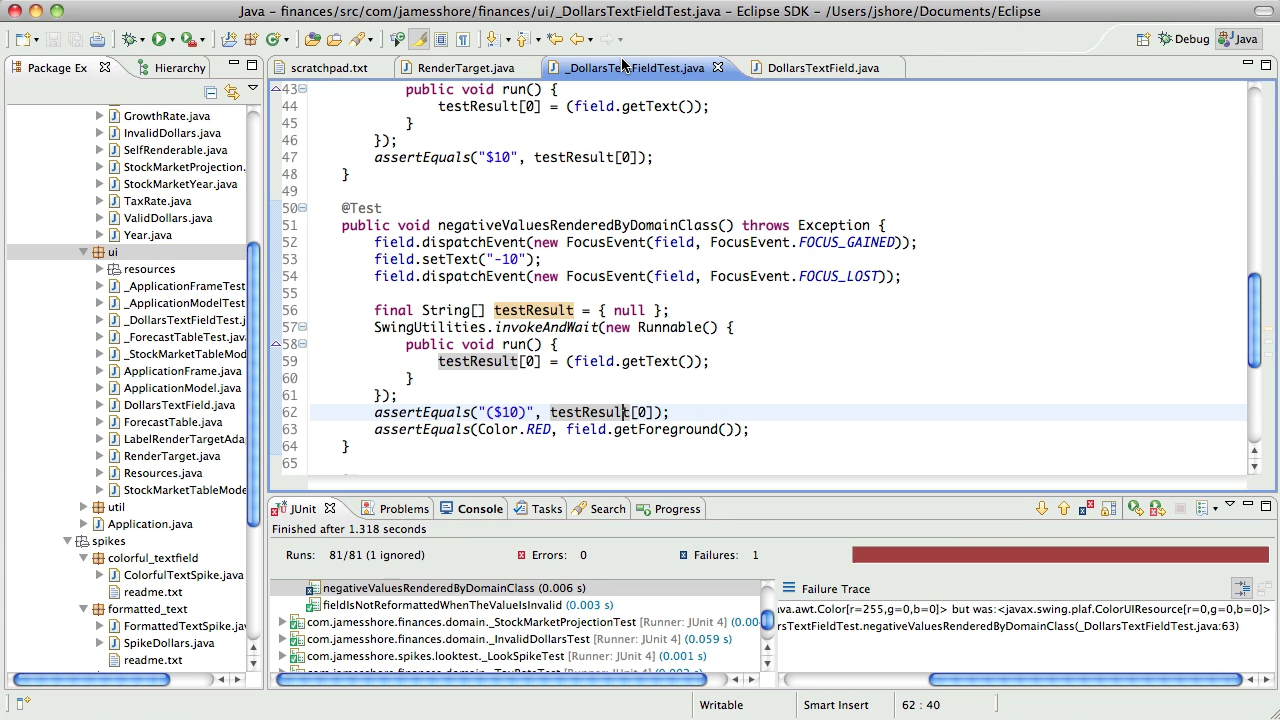 Java - finances/src/com/jamesshore/finances/ui/_DollarsTextFieldTest.java - Eclipse SDK - /Users/jshore/Documents/Eclipse
Debug Java
Package Ex Hierarchy
scratchpad.txt RenderTarget.java _DollarsTextFieldTest.java DollarsTextField.java
GrowthRate.java
InvalidDollars.java
SelfRenderable.java
StockMarketProjection.
StockMarketYear.java
TaxRate.java
ValidDollars.java
Year.java
ui
resources
_ApplicationFrameTest
_ApplicationModelTest
_DollarsTextFieldTest.j
_ForecastTableTest.jav
_StockMarketTableMod
ApplicationFrame.java
ApplicationModel.java
DollarsTextField.java
ForecastTable.java
LabelRenderTargetAda
RenderTarget.java
Resources.java
StockMarketTableMode
util
Application.java
spikes
colorful_textfield
ColorfulTextSpike.java
readme.txt
formatted_text
FormattedTextSpike.jav
SpikeDollars.java
readme.txt
43 public void run() {
44 testResult[0] = (field.getText());
45 }
46 });
47 assertEquals("$10", testResult[0]);
48 }
49
50 @Test
51 public void negativeValuesRenderedByDomainClass() throws Exception {
52 field.dispatchEvent(new FocusEvent(field, FocusEvent.FOCUS_GAINED));
53 field.setText("-10");
54 field.dispatchEvent(new FocusEvent(field, FocusEvent.FOCUS_LOST));
55
56 final String[] testResult = { null };
57 SwingUtilities.invokeAndWait(new Runnable() {
58 public void run() {
59 testResult[0] = (field.getText());
60 }
61 });
62 assertEquals("($10)", testResult[0]);
63 assertEquals(Color.RED, field.getForeground());
64 }
65
JUnit Problems Console Tasks Search Progress
Finished after 1.318 seconds
Runs: 81/81 (1 ignored) Errors: 0 Failures: 1
negativeValuesRenderedByDomainClass (0.006 s)
fieldIsNotReformattedWhenTheValueIsInvalid (0.003 s)
com.jamesshore.finances.domain._StockMarketProjectionTest [Runner: JUnit 4] (0.00
com.jamesshore.finances.domain._InvalidDollarsTest [Runner: JUnit 4] (0.059 s)
com.jamesshore.spikes.looktest._LookSpikeTest [Runner: JUnit 4] (0.001 s)
Failure Trace
va.awt.Color[r=255,g=0,b=0]> but was:<javax.swing.plaf.ColorUIResource[r=0,g=0,b=0]>
rsTextFieldTest.negativeValuesRenderedByDomainClass(_DollarsTextFieldTest.java:63)
Writable Smart Insert 62 : 40